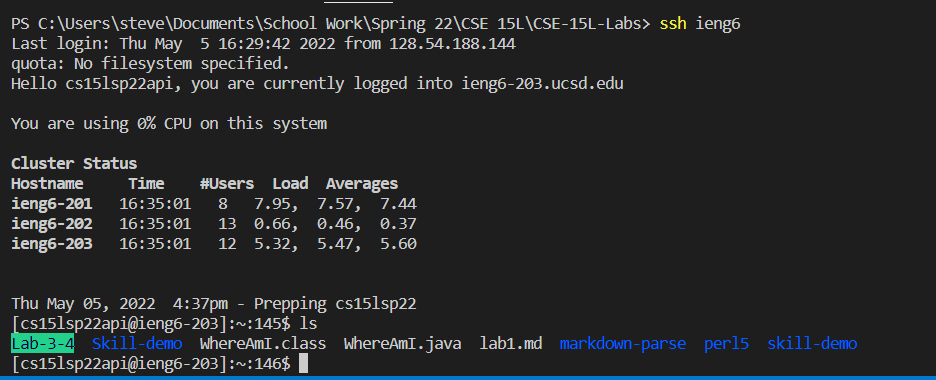 PS C:\Users\steve\Documents\School Work\Spring 22\CSE 15L\CSE-15L-Labs> ssh ieng6
Last login: Thu May  5 16:29:42 2022 from 128.54.188.144
quota: No filesystem specified.
Hello cs15lsp22api, you are currently logged into ieng6-203.ucsd.edu
You are using 0% CPU on this system
Cluster Status
Hostname     Time    #Users  Load  Averages
ieng6-201   16:35:01   8   7.95,  7.57,  7.44
ieng6-202   16:35:01   13  0.66,  0.46,  0.37
ieng6-203   16:35:01   12  5.32,  5.47,  5.60
Thu May 05, 2022  4:37pm - Prepping cs15lsp22
[cs15lsp22api@ieng6-203]:~:145$ ls
Lab-3-4  Skill-demo  WhereAmI.class  WhereAmI.java  lab1.md  markdown-parse  perl5  skill-demo
[cs15lsp22api@ieng6-203]:~:146$